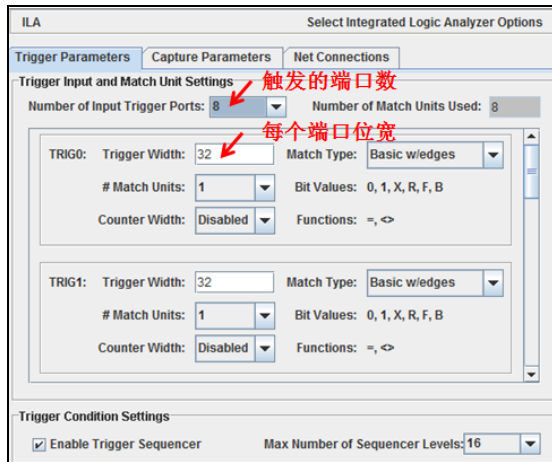 ILA Select Integrated Logic Analyzer Options
Trigger Parameters Capture Parameters Net Connections
Trigger Input and Match Unit Settings 触发的端口数
Number of Input Trigger Ports: 8 Number of Match Units Used: 8
每个端口位宽
TRIG0: Trigger Width: 32 Match Type: Basic w/edges
# Match Units: 1 Bit Values: 0, 1, X, R, F, B
Counter Width: Disabled Functions: =, <>
TRIG1: Trigger Width: 32 Match Type: Basic w/edges
# Match Units: 1 Bit Values: 0, 1, X, R, F, B
Counter Width: Disabled Functions: =, <>
Trigger Condition Settings
Enable Trigger Sequencer Max Number of Sequencer Levels: 16